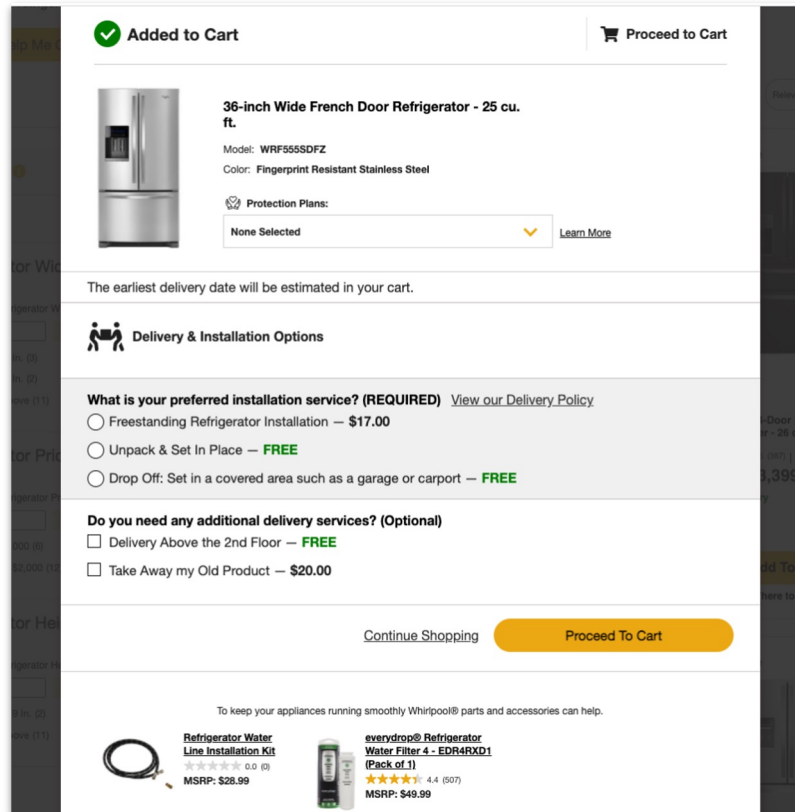 Added to Cart
Proceed to Cart
36-inch Wide French Door Refrigerator - 25 cu.
ft.
Model: WRF555SDFZ
Color: Fingerprint Resistant Stainless Steel
Protection Plans:
None Selected
Learn More
The earliest delivery date will be estimated in your cart.
Delivery & Installation Options
What is your preferred installation service? (REQUIRED) View our Delivery Policy
Freestanding Refrigerator Installation — $17.00
Unpack & Set In Place — FREE
Drop Off: Set in a covered area such as a garage or carport — FREE
Do you need any additional delivery services? (Optional)
Delivery Above the 2nd Floor — FREE
Take Away my Old Product — $20.00
Continue Shopping
Proceed To Cart
To keep your appliances running smoothly Whirlpool® parts and accessories can help.
Refrigerator Water
Line Installation Kit
0.0 (0)
MSRP: $28.99
everydrop® Refrigerator
Water Filter 4 - EDR4RXD1
(Pack of 1)
4.4 (507)
MSRP: $49.99